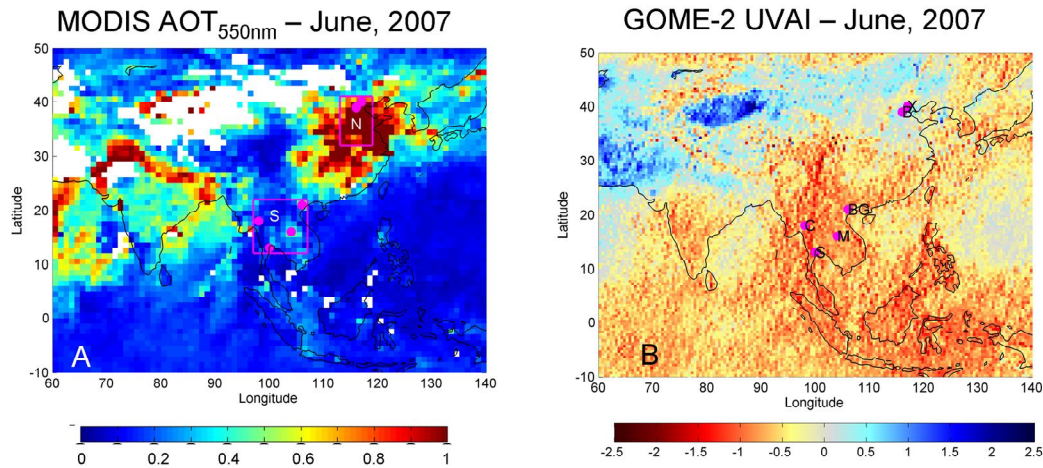 MODIS AOT550nm – June, 2007
50
40
30
20
10
0
-10
Latitude
N
S
A
60 70 80 90 100 110 120 130 140
Longitude
0 0.2 0.4 0.6 0.8 1
GOME-2 UVAI – June, 2007
50
40
30
20
10
0
-10
Latitude
X
B
BG
C
M
S
B
60 70 80 90 100 110 120 130 140
Longitude
-2.5 -2 -1.5 -1 -0.5 0 0.5 1 1.5 2 2.5